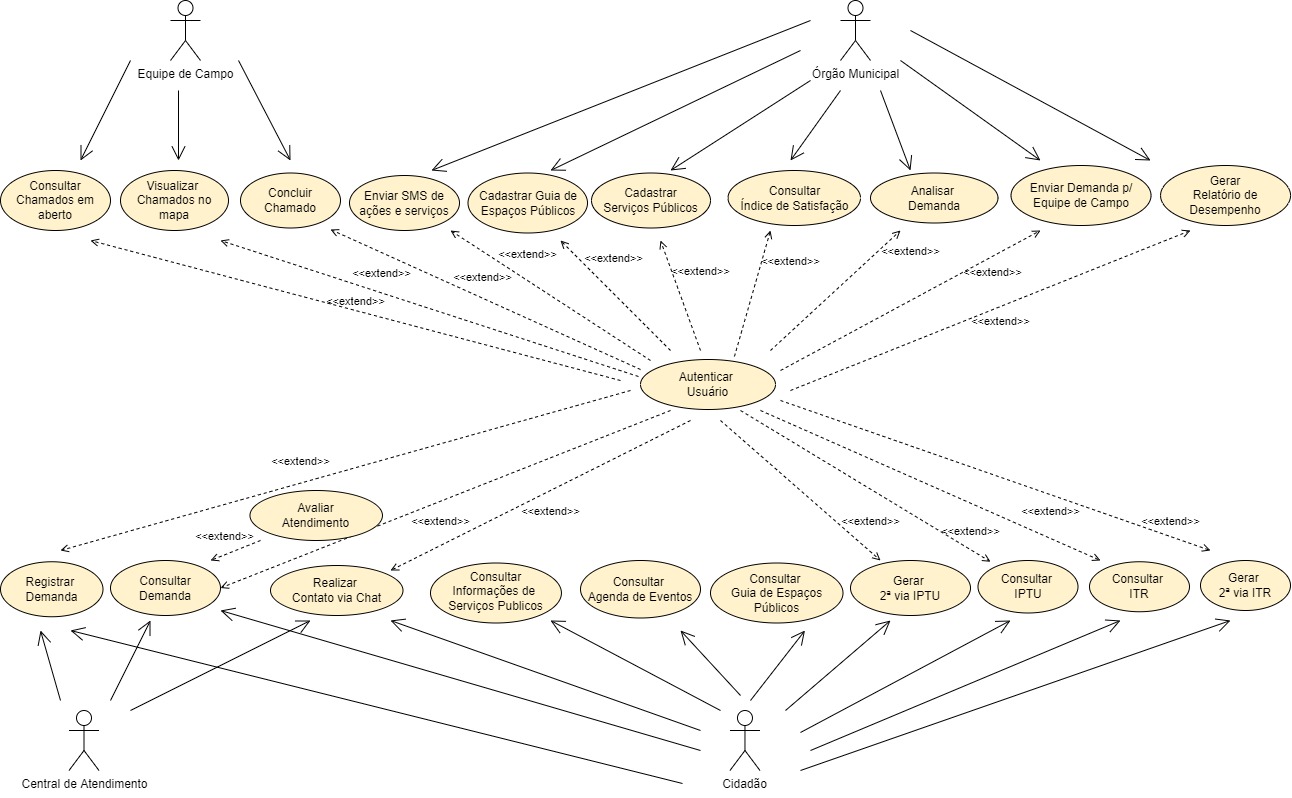 Equipe de Campo
Órgão Municipal
Consultar
Chamados em
aberto
Visualizar
Chamados no
mapa
Concluir
Chamado
Enviar SMS de
ações e serviços
Cadastrar Guia de
Espaços Públicos
Cadastrar
Serviços Públicos
Consultar
Índice de Satisfação
Analisar
Demanda
Enviar Demanda p/
Equipe de Campo
Gerar
Relatório de
Desempenho
<<extend>>
<<extend>>
<<extend>>
<<extend>>
<<extend>>
<<extend>>
<<extend>>
<<extend>>
<<extend>>
<<extend>>
Autenticar
Usuário
<<extend>>
Avaliar
Atendimento
<<extend>>
<<extend>>
<<extend>>
<<extend>>
<<extend>>
<<extend>>
<<extend>>
Registrar
Demanda
Consultar
Demanda
Realizar
Contato via Chat
Consultar
Informações de
Serviços Publicos
Consultar
Agenda de Eventos
Consultar
Guia de Espaços
Públicos
Gerar
2ª via IPTU
Consultar
IPTU
Consultar
ITR
Gerar
2ª via ITR
Central de Atendimento
Cidadão